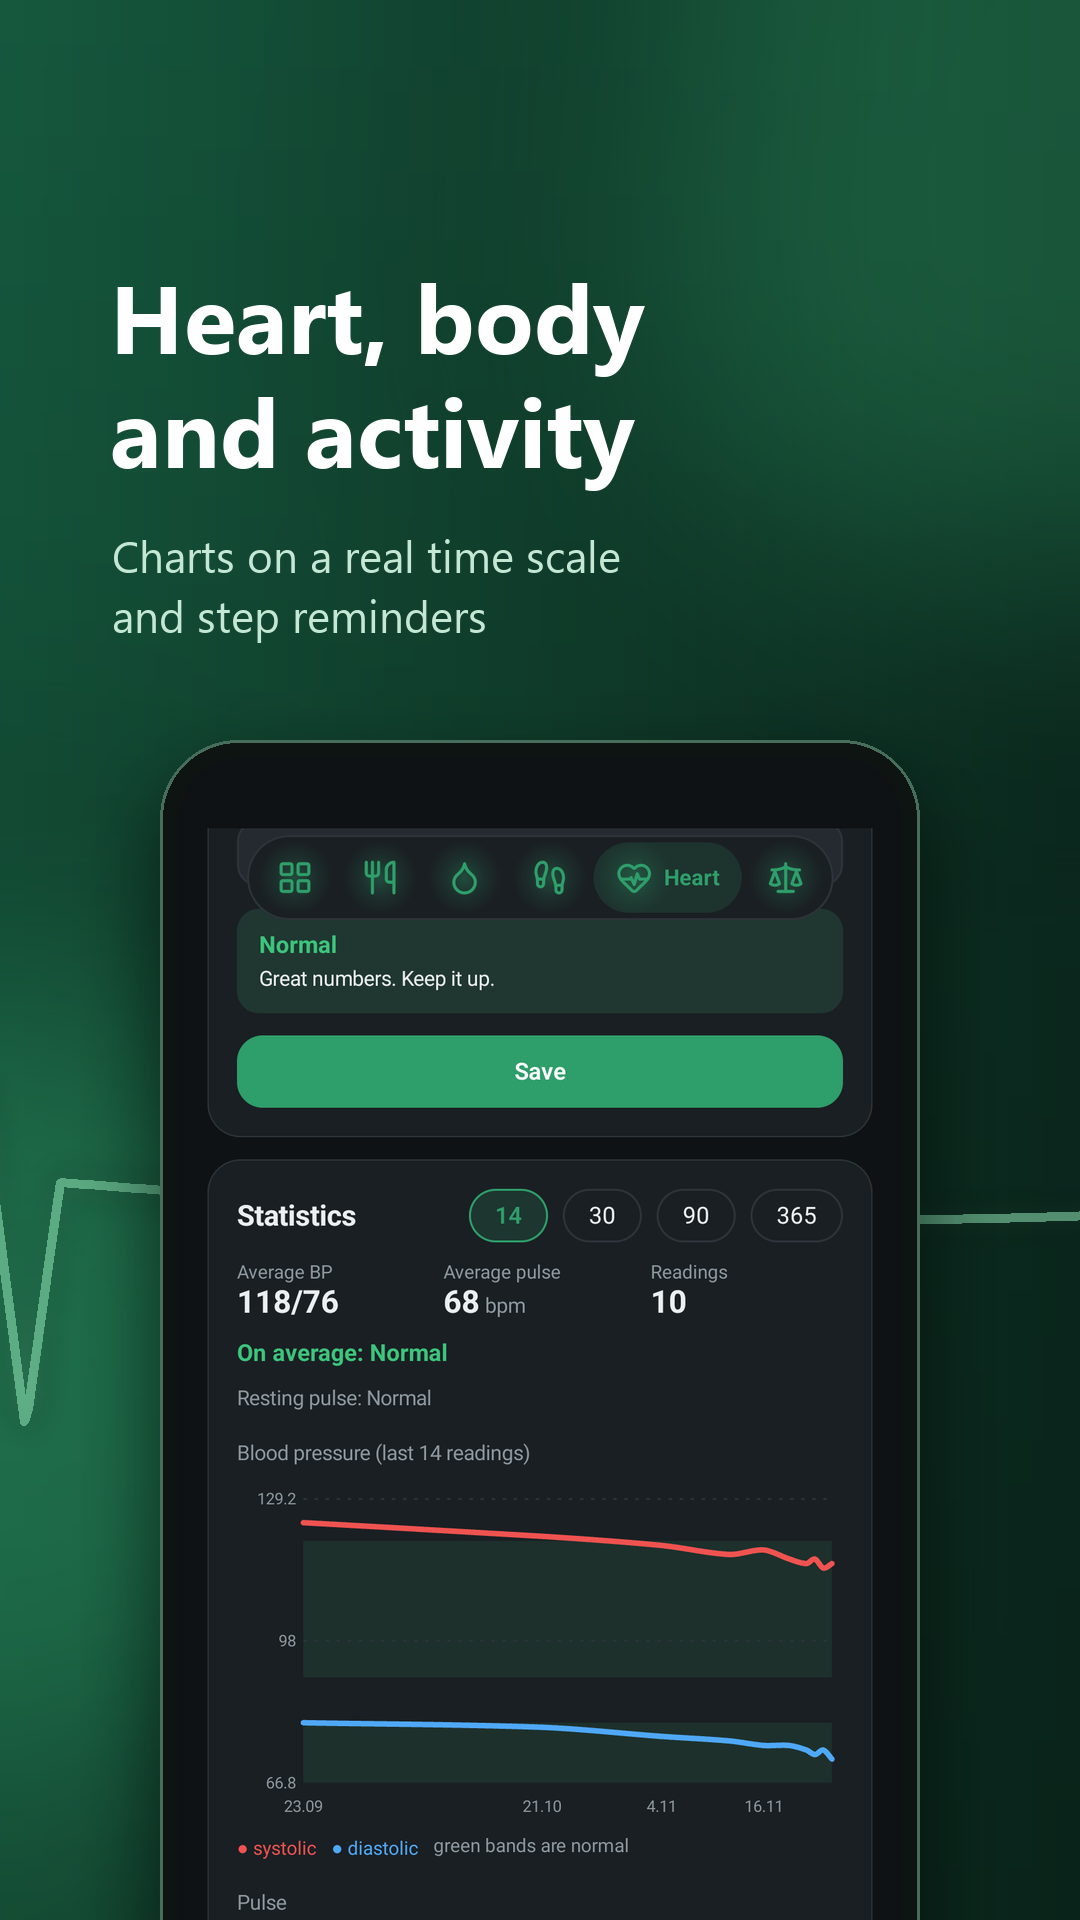 Heart, body
and activity
Charts on a real time scale
and step reminders
Heart
Normal
Great numbers. Keep it up.
Save
Statistics 14 30 90 365
Average BP Average pulse Readings
118/76 68 bpm 10
On average: Normal
Resting pulse: Normal
Blood pressure (last 14 readings)
129.2
98
66.8
23.09 21.10 4.11 16.11
systolic diastolic green bands are normal
Pulse